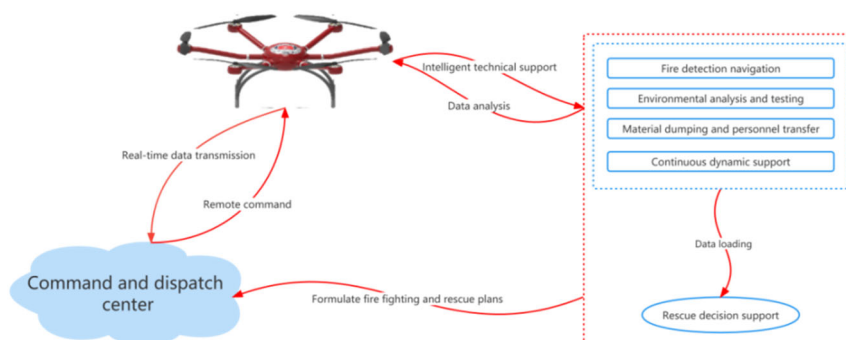 Intelligent technical support
Data analysis
Fire detection navigation
Environmental analysis and testing
Material dumping and personnel transfer
Continuous dynamic support
Real-time data transmission
Remote command
Data loading
Command and dispatch
center
Formulate fire fighting and rescue plans
Rescue decision support